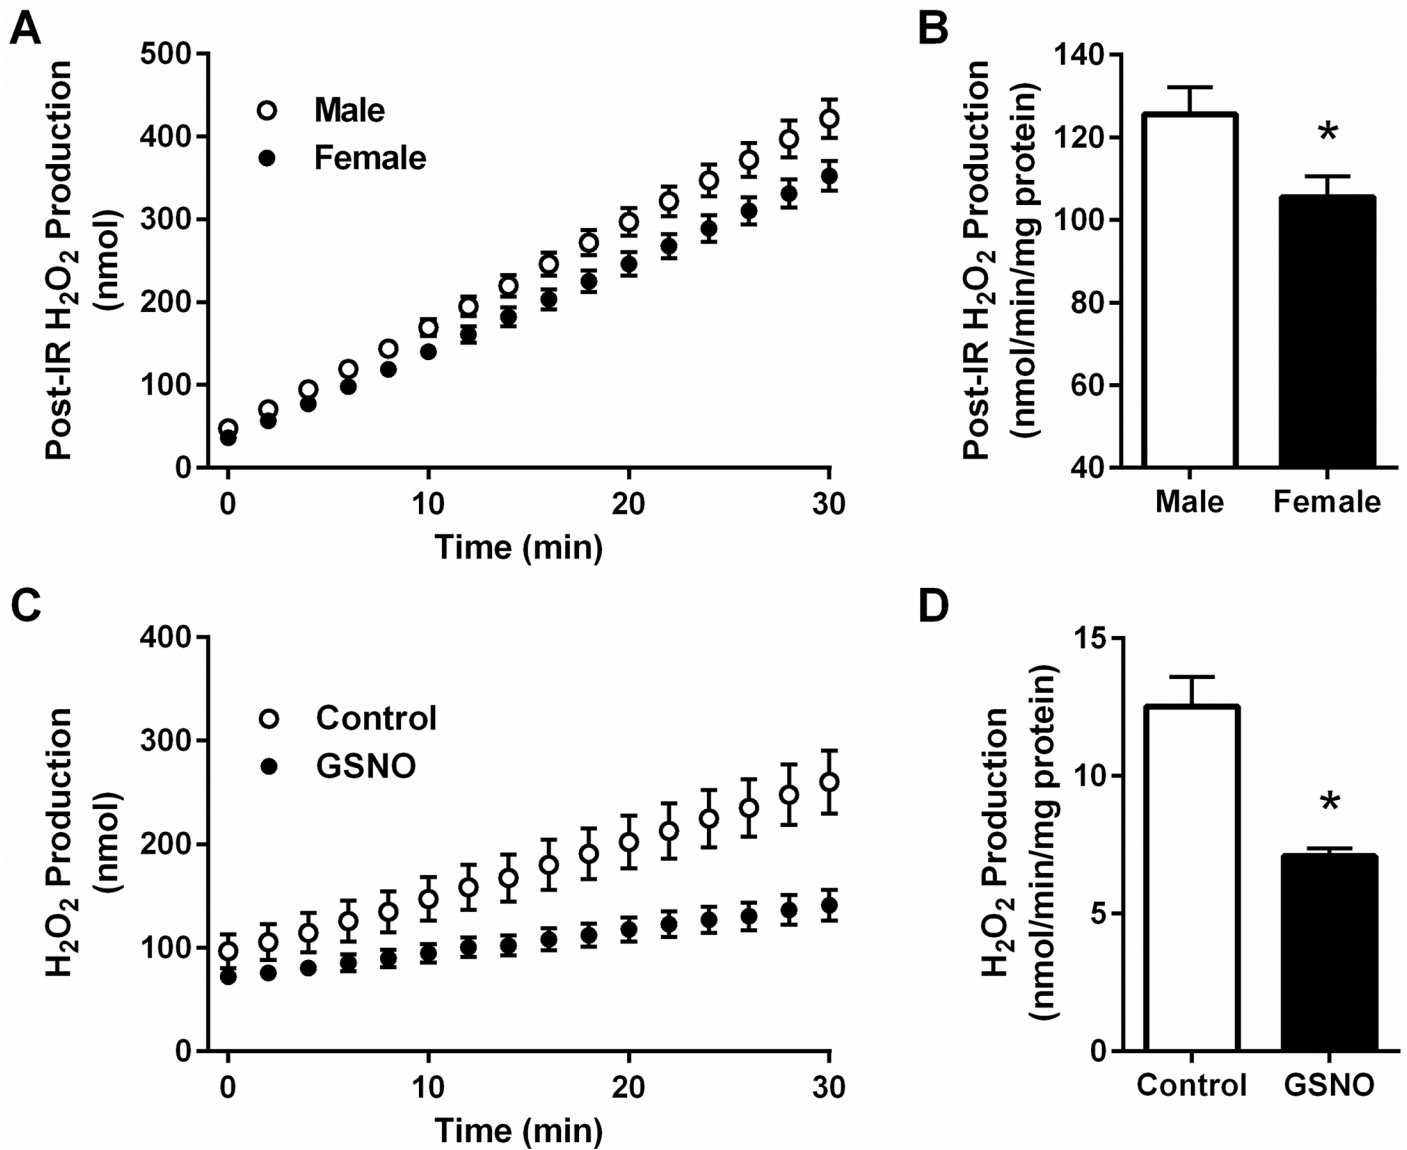 A
Post-IR H₂O₂ Production
(nmol)
500
400
300
200
100
0
Male
Female
0 10 20 30
Time (min)
B
Post-IR H₂O₂ Production
(nmol/min/mg protein)
140
120
100
80
60
40
*
Male Female
C
H₂O₂ Production
(nmol)
400
300
200
100
0
Control
GSNO
0 10 20 30
Time (min)
D
H₂O₂ Production
(nmol/min/mg protein)
15
10
5
0
*
Control GSNO